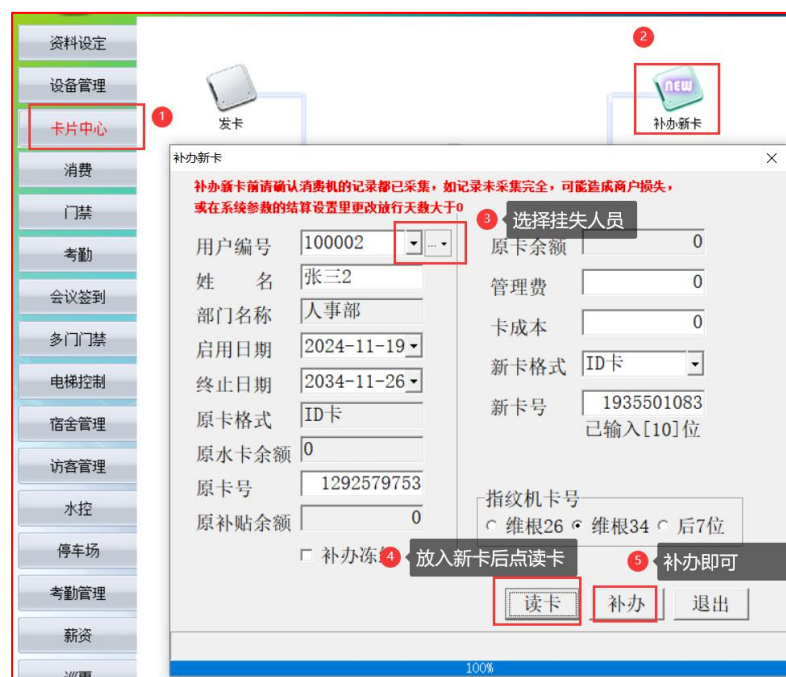 资料设定
设备管理
卡片中心
消费
门禁
考勤
会议签到
多门门禁
电梯控制
宿舍管理
访客管理
水控
停车场
考勤管理
薪资
1
2
发卡
NEW
补办新卡
补办新卡
补办新卡前请确认消费机的记录都已采集，如记录未采集完全，可能造成商户损失，
或在系统参数的结算设置里更改放行天数大于0
3 选择挂失人员
用户编号 100002 ...
姓 名 张三2
部门名称 人事部
启用日期 2024-11-19
终止日期 2034-11-26
原卡格式 ID卡
原水卡余额 0
原卡号 1292579753
原补贴余额 0
补办冻
原卡余额 0
管理费 0
卡成本 0
新卡格式 ID卡
新卡号 1935501083
已输入[10]位
指纹机卡号
维根26 维根34 后7位
4 放入新卡后点读卡
5 补办即可
读卡 补办 退出
100%